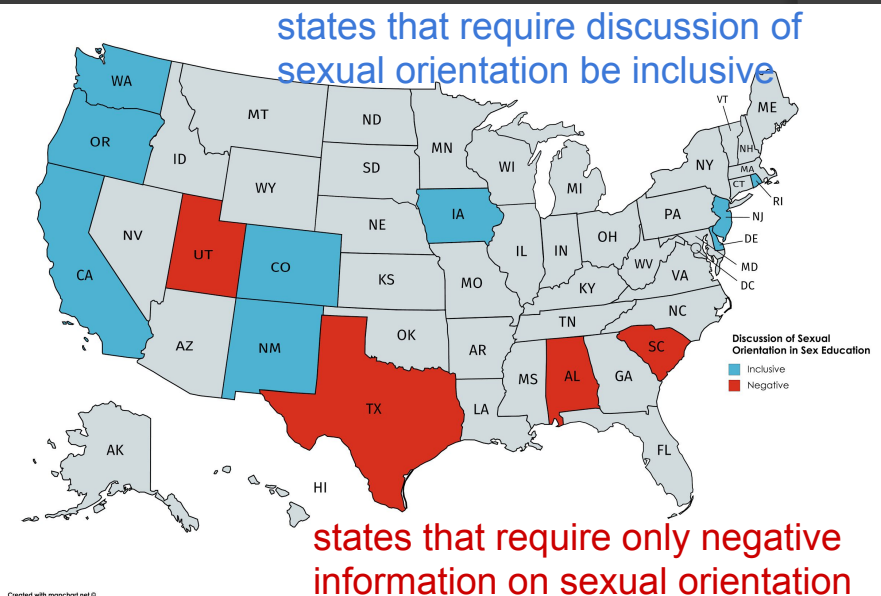 states that require discussion of
sexual orientation be inclusive
WA
MT
ND
MN
VT
ME
OR
ID
SD
WI
MI
NY
NH
MA
CT
RI
WY
IA
NE
PA
NJ
NV
UT
CO
IL
IN
OH
DE
CA
KS
MO
WV
VA
MD
DC
KY
NC
AZ
NM
OK
AR
TN
SC
Discussion of Sexual
Orientation in Sex Education
Inclusive
Negative
MS
AL
GA
TX
LA
AK
FL
HI
states that require only negative
information on sexual orientation
Created with mapchart.net ©